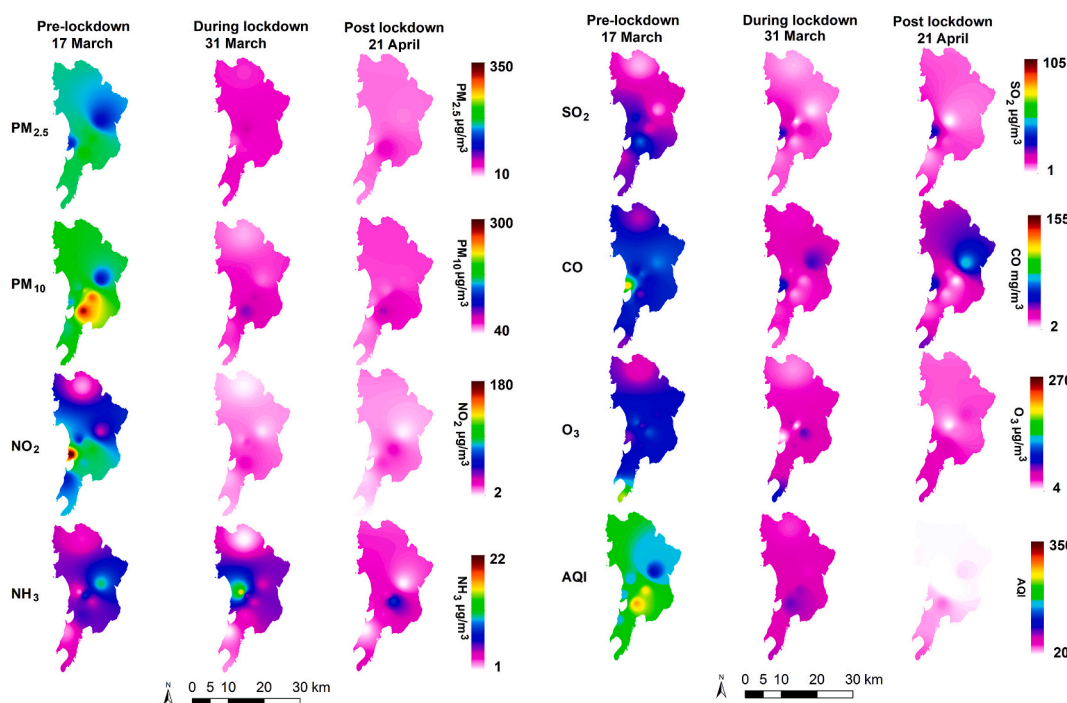 Pre-lockdown
17 March
During lockdown
31 March
Post lockdown
21 April
PM2.5
350
PM2.5 µg/m3
10
PM10
300
PM10 µg/m3
40
NO2
180
NO2 µg/m3
2
NH3
22
NH3 µg/m3
1
N
0 5 10 20 30 km
Pre-lockdown
17 March
During lockdown
31 March
Post lockdown
21 April
SO2
105
SO2 µg/m3
1
CO
155
CO mg/m3
2
O3
270
O3 µg/m3
4
AQI
350
AQI
20
N
0 5 10 20 30 km